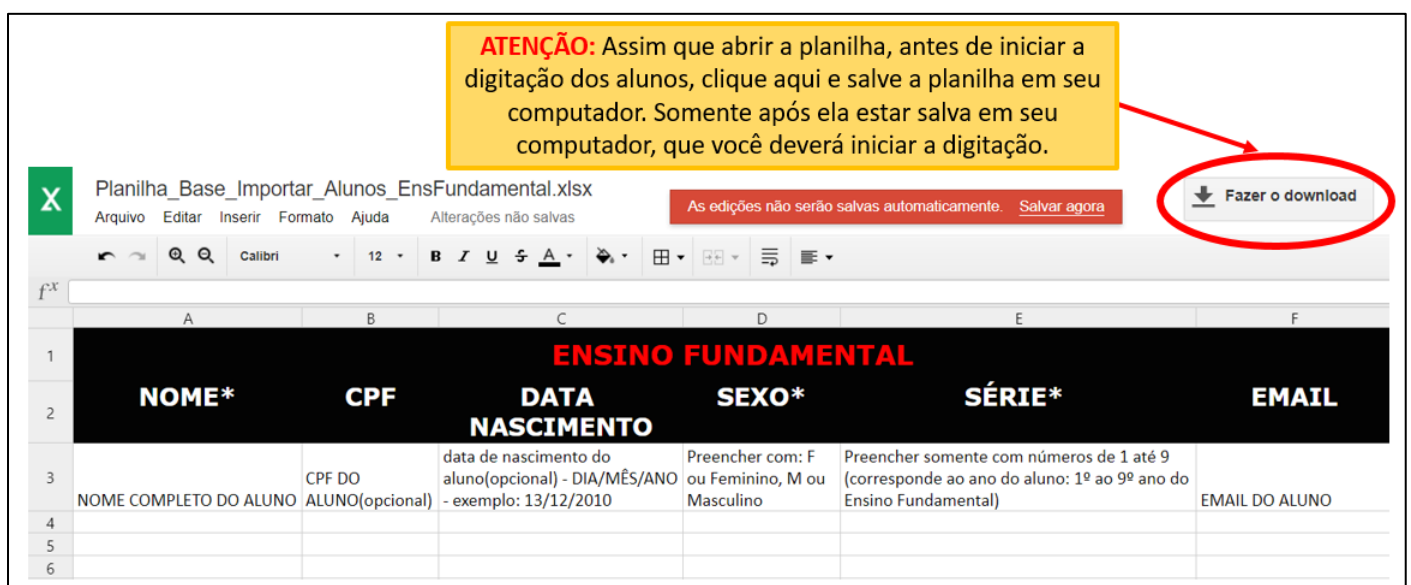 ATENÇÃO: Assim que abrir a planilha, antes de iniciar a
digitação dos alunos, clique aqui e salve a planilha em seu
computador. Somente após ela estar salva em seu
computador, que você deverá iniciar a digitação.
X
Planilha_Base_Importar_Alunos_EnsFundamental.xlsx
Arquivo Editar Inserir Formato Ajuda Alterações não salvas
As edições não serão salvas automaticamente. Salvar agora
Fazer o download
Calibri 12 B I U S A
fx
A B C D E F
1 ENSINO FUNDAMENTAL
2 NOME* CPF DATA NASCIMENTO SEXO* SÉRIE* EMAIL
3
NOME COMPLETO DO ALUNO
CPF DO
ALUNO(opcional)
data de nascimento do
aluno(opcional) - DIA/MÊS/ANO
- exemplo: 13/12/2010
Preencher com: F
ou Feminino, M ou
Masculino
Preencher somente com números de 1 até 9
(corresponde ao ano do aluno: 1º ao 9º ano do
Ensino Fundamental)
EMAIL DO ALUNO
4
5
6